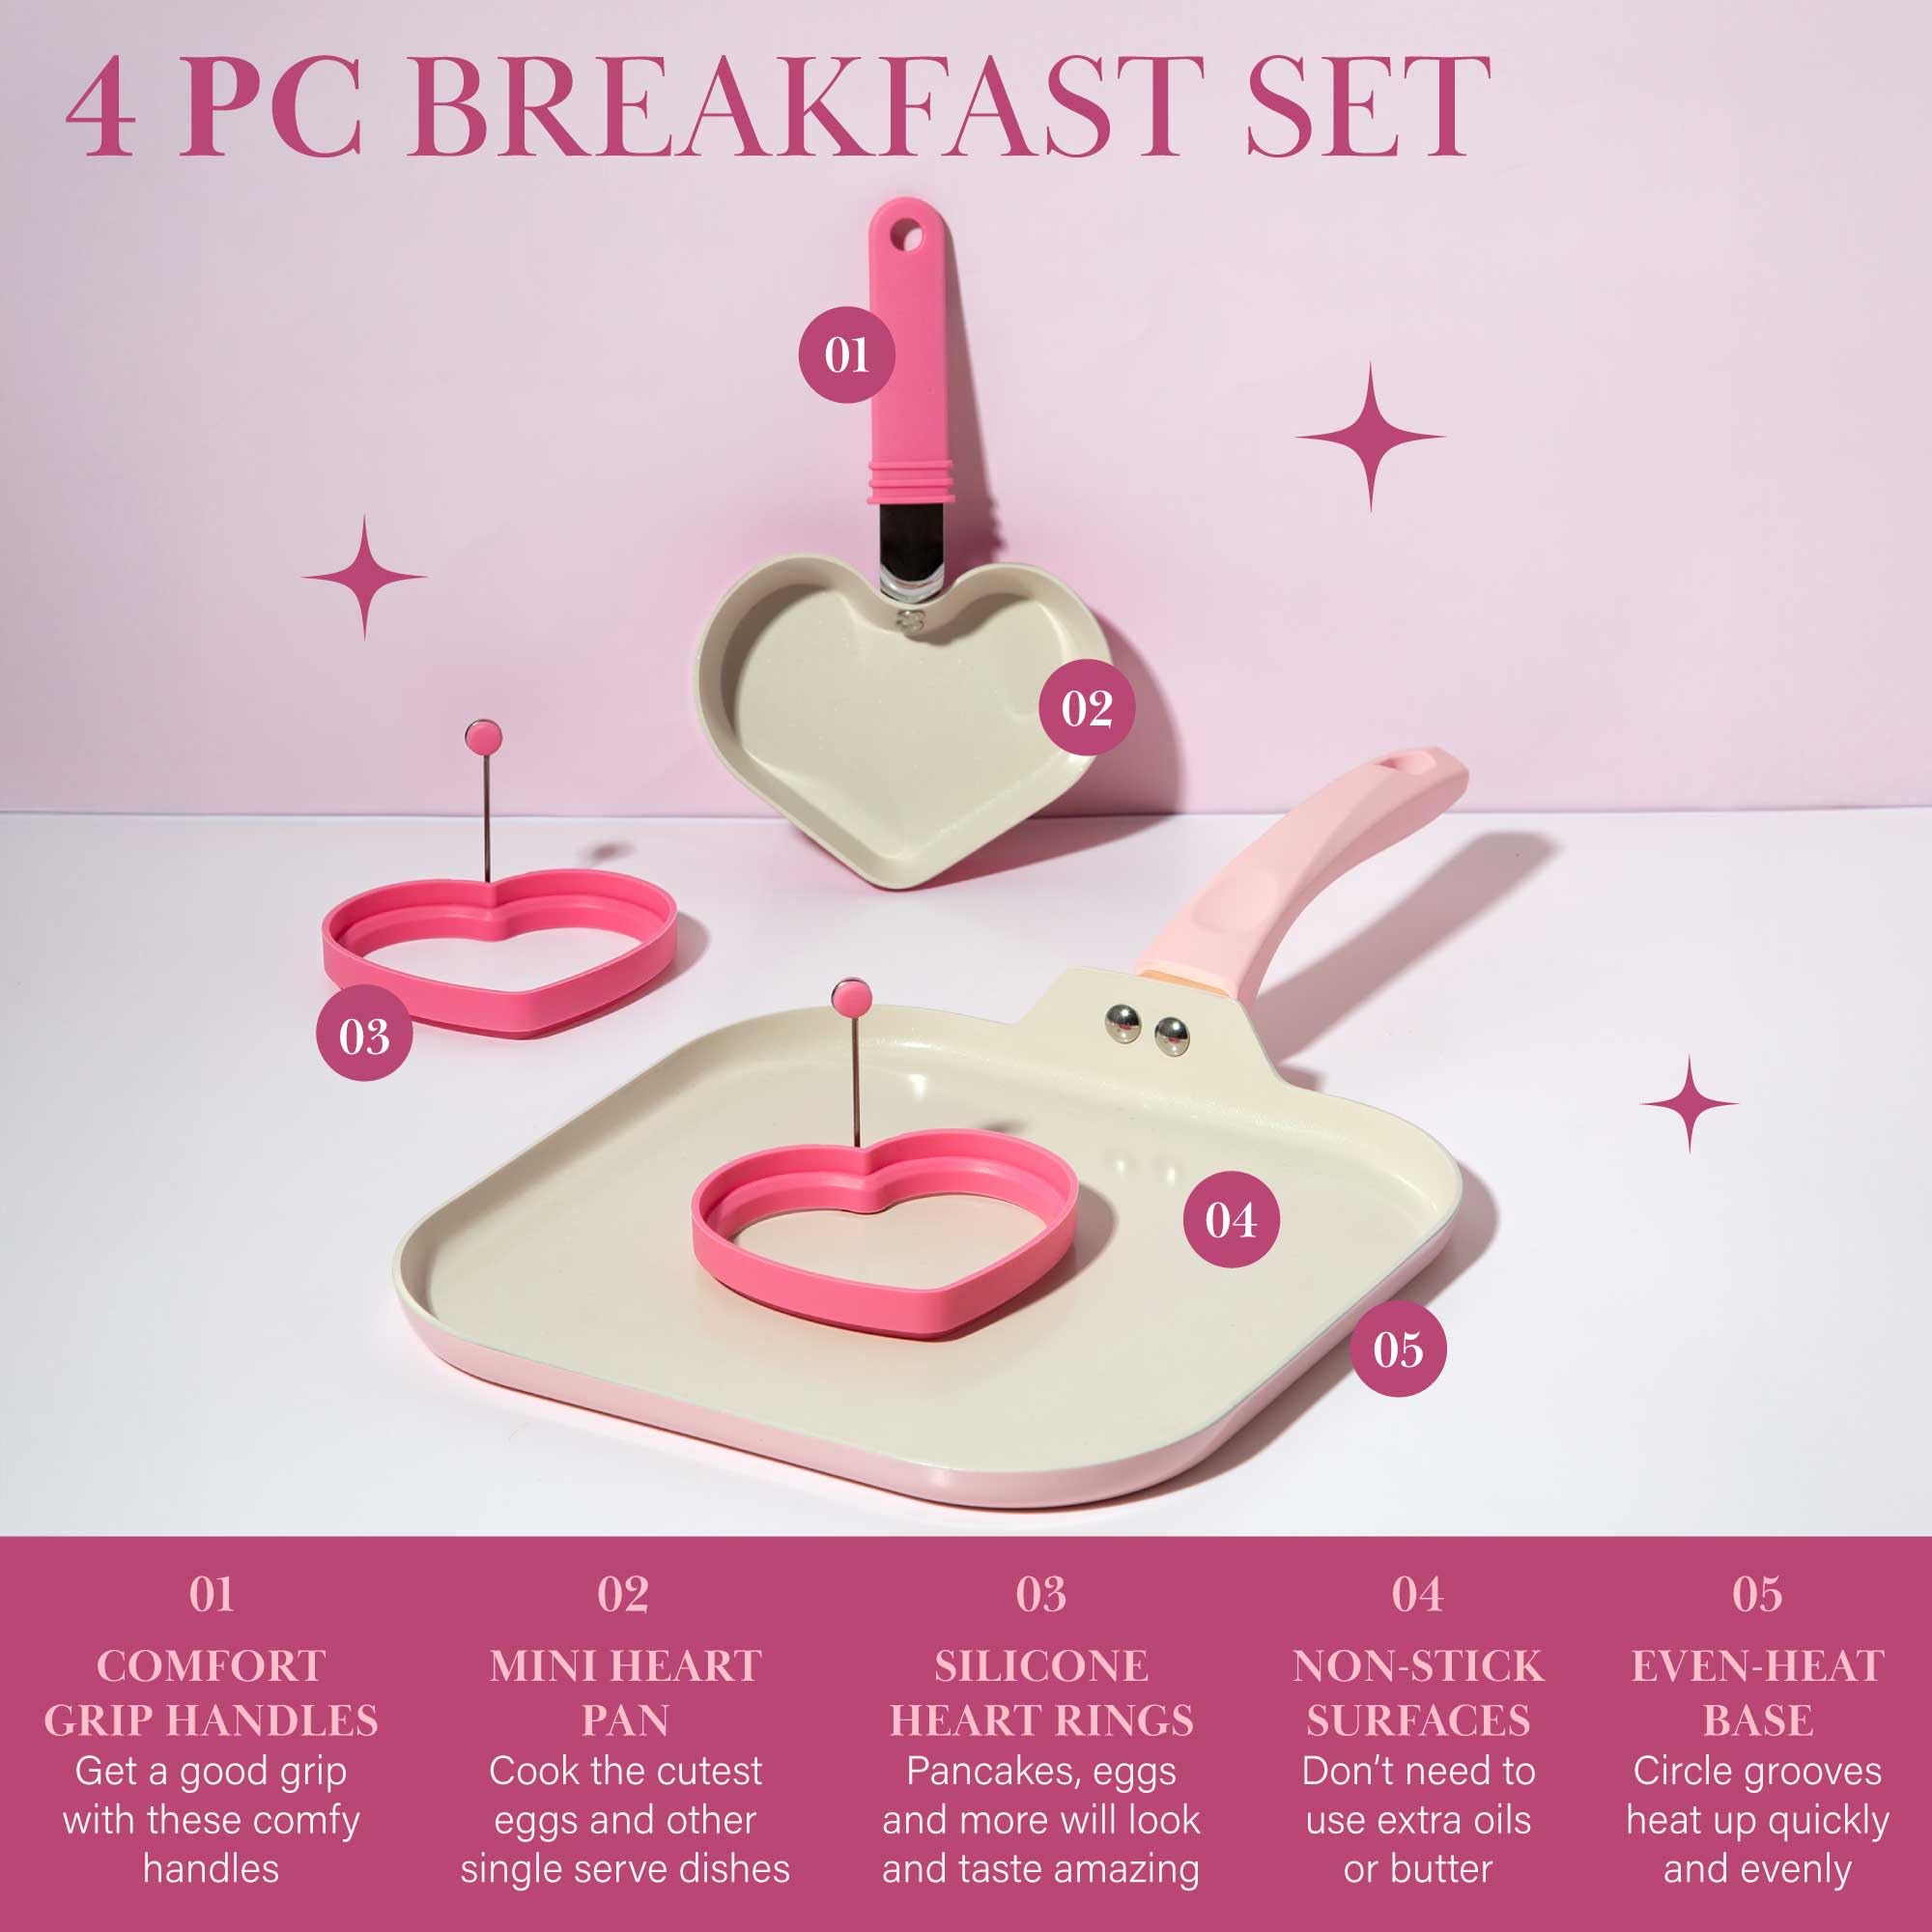 4 PC BREAKFAST SET
01
02
03
04
05
01
COMFORT
GRIP HANDLES
Get a good grip
with these comfy
handles
02
MINI HEART
PAN
Cook the cutest
eggs and other
single serve dishes
03
SILICONE
HEART RINGS
Pancakes, eggs
and more will look
and taste amazing
04
NON-STICK
SURFACES
Don't need to
use extra oils
or butter
05
EVEN-HEAT
BASE
Circle grooves
heat up quickly
and evenly